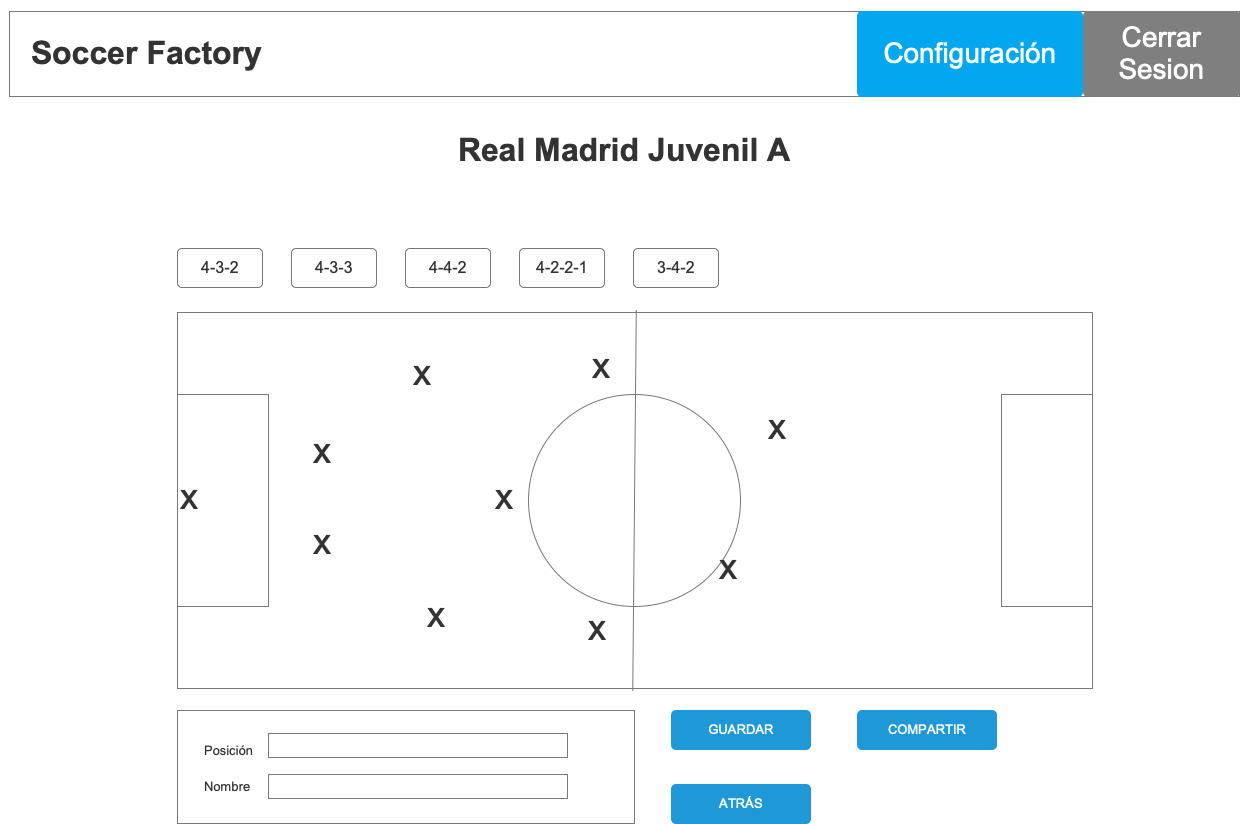 Soccer Factory
Configuración
Cerrar
Sesion
Real Madrid Juvenil A
4-3-2
4-3-3
4-4-2
4-2-2-1
3-4-2
X
X
X
X
X
X
X
X
X
X
Posición
Nombre
GUARDAR
COMPARTIR
ATRÁS